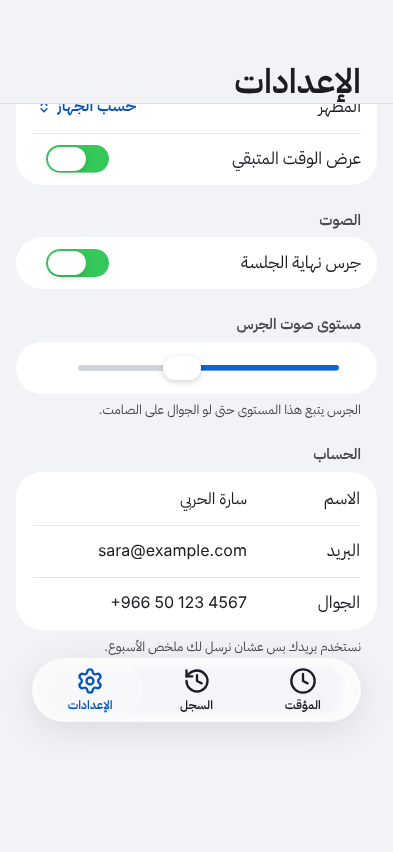 الإعدادات
المظهر
حسب الجهاز
عرض الوقت المتبقي
الصوت
جرس نهاية الجلسة
مستوى صوت الجرس
الجرس يتبع هذا المستوى حتى لو الجوال على الصامت.
الحساب
الاسم
سارة الحربي
البريد
sara@example.com
الجوال
+966 50 123 4567
نستخدم بريدك بس عشان نرسل لك ملخص الأسبوع.
المؤقت
السجل
الإعدادات